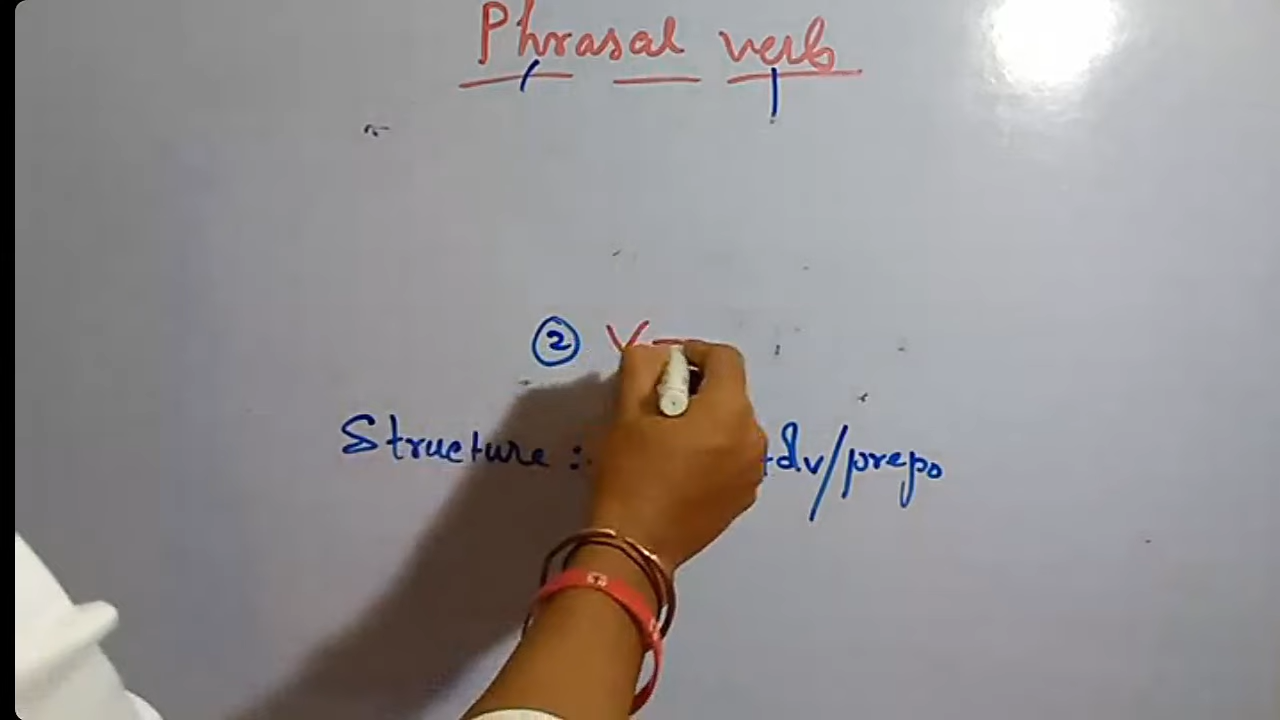 Phrasal verb
② V
Structure :- dv/prepo